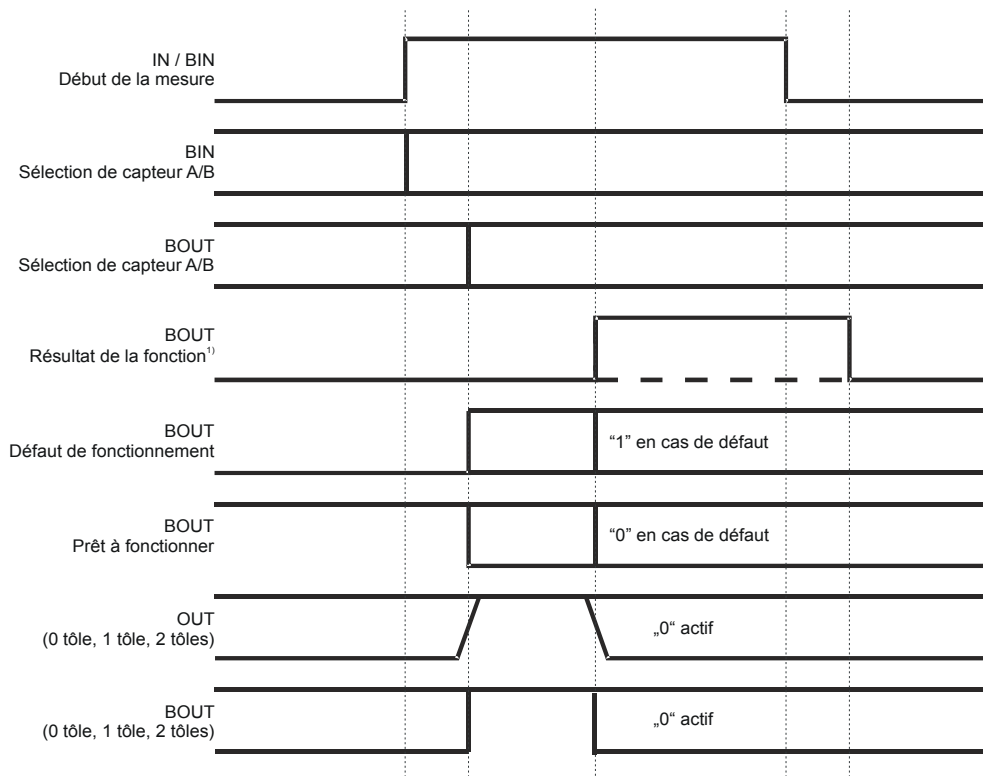 IN / BIN
Début de la mesure
BIN
Sélection de capteur A/B
BOUT
Sélection de capteur A/B
BOUT
Résultat de la fonction1)
BOUT
Défaut de fonctionnement
“1” en cas de défaut
BOUT
Prêt à fonctionner
“0” en cas de défaut
OUT
(0 tôle, 1 tôle, 2 tôles)
„0“ actif
BOUT
(0 tôle, 1 tôle, 2 tôles)
„0“ actif